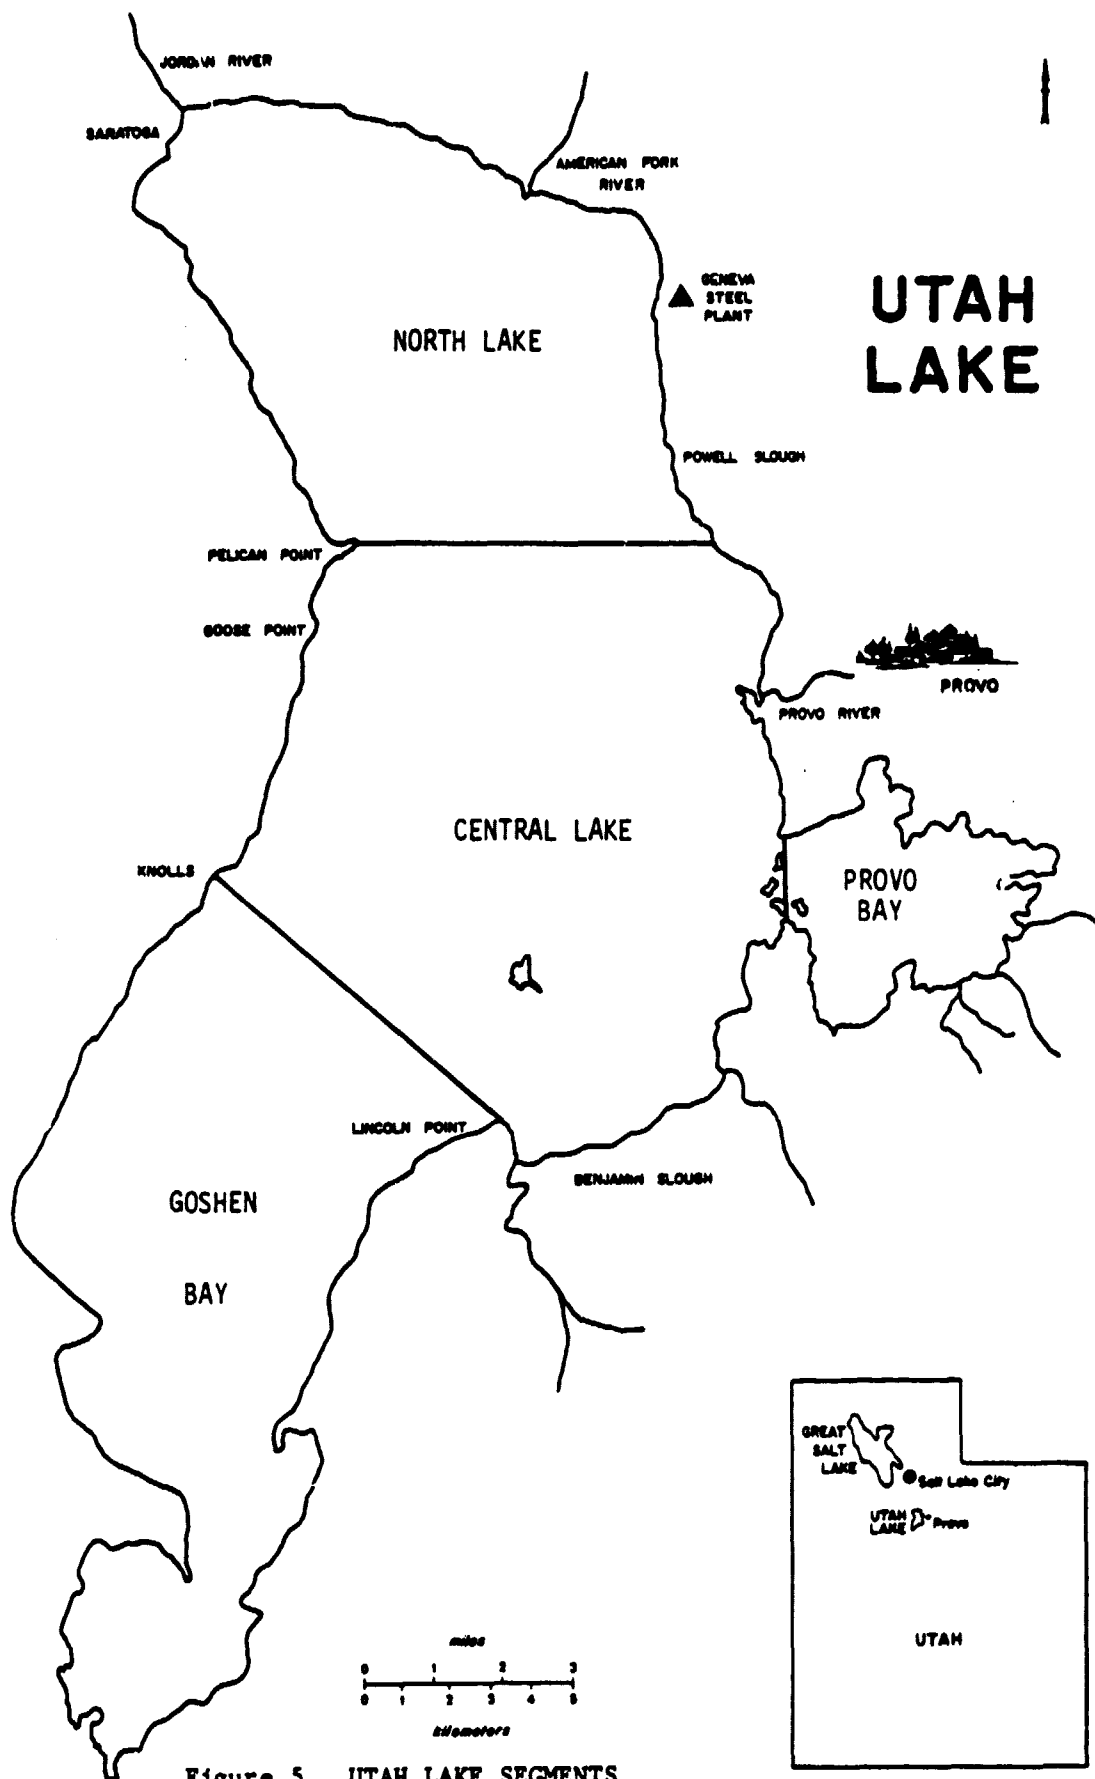 JORDAN RIVER
SARATOGA
AMERICAN FORK
RIVER
GENEVA
STEEL
PLANT
UTAH
LAKE
NORTH LAKE
POWELL SLOUGH
PELICAN POINT
GOOSE POINT
PROVO
PROVO RIVER
CENTRAL LAKE
KNOLLS
PROVO
BAY
LINCOLN POINT
BENJAMIN SLOUGH
GOSHEN
BAY
GREAT
SALT
LAKE
Salt Lake City
UTAH
LAKE
Provo
UTAH
miles
0 1 2 3
0 1 2 3 4 5
kilometers
Figure 5 UTAH LAKE SEGMENTS